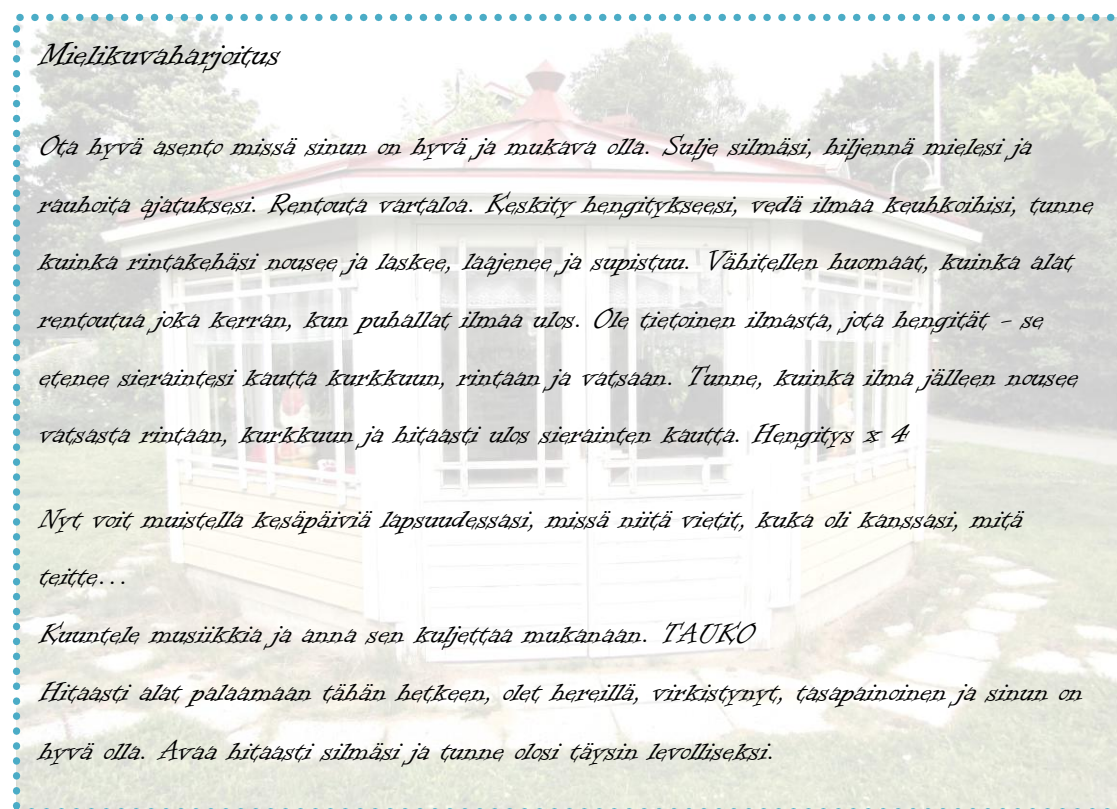 Mielikuvaharjoitus
Ota hyvä asento missä sinun on hyvä ja mukava olla. Sulje silmäsi, hiljennä mielesi ja
rauhoita ajatuksesi. Rentouta vartaloa. Keskity hengitykseesi, vedä ilmaa keuhkoihisi, tunne
kuinka rintakehäsi nousee ja laskee, laajenee ja supistuu. Vähitellen huomaat, kuinka alat
rentoutua joka kerran, kun puhallat ilmaa ulos. Ole tietoinen ilmasta, jota hengität – se
etenee sieraintesi kautta kurkkuun, rintaan ja vatsaan. Tunne, kuinka ilma jälleen nousee
vatsasta rintaan, kurkkuun ja hitaasti ulos sierainten kautta. Hengitys x 4
Nyt voit muistella kesäpäiviä lapsuudessasi, missä niitä vietit, kuka oli kanssasi, mitä
teitte…
Kuuntele musiikkia ja anna sen kuljettaa mukanaan. TAUKO
Hitaasti alat palaamaan tähän hetkeen, olet hereillä, virkistynyt, tasapainoinen ja sinun on
hyvä olla. Avaa hitaasti silmäsi ja tunne olosi täysin levolliseksi.